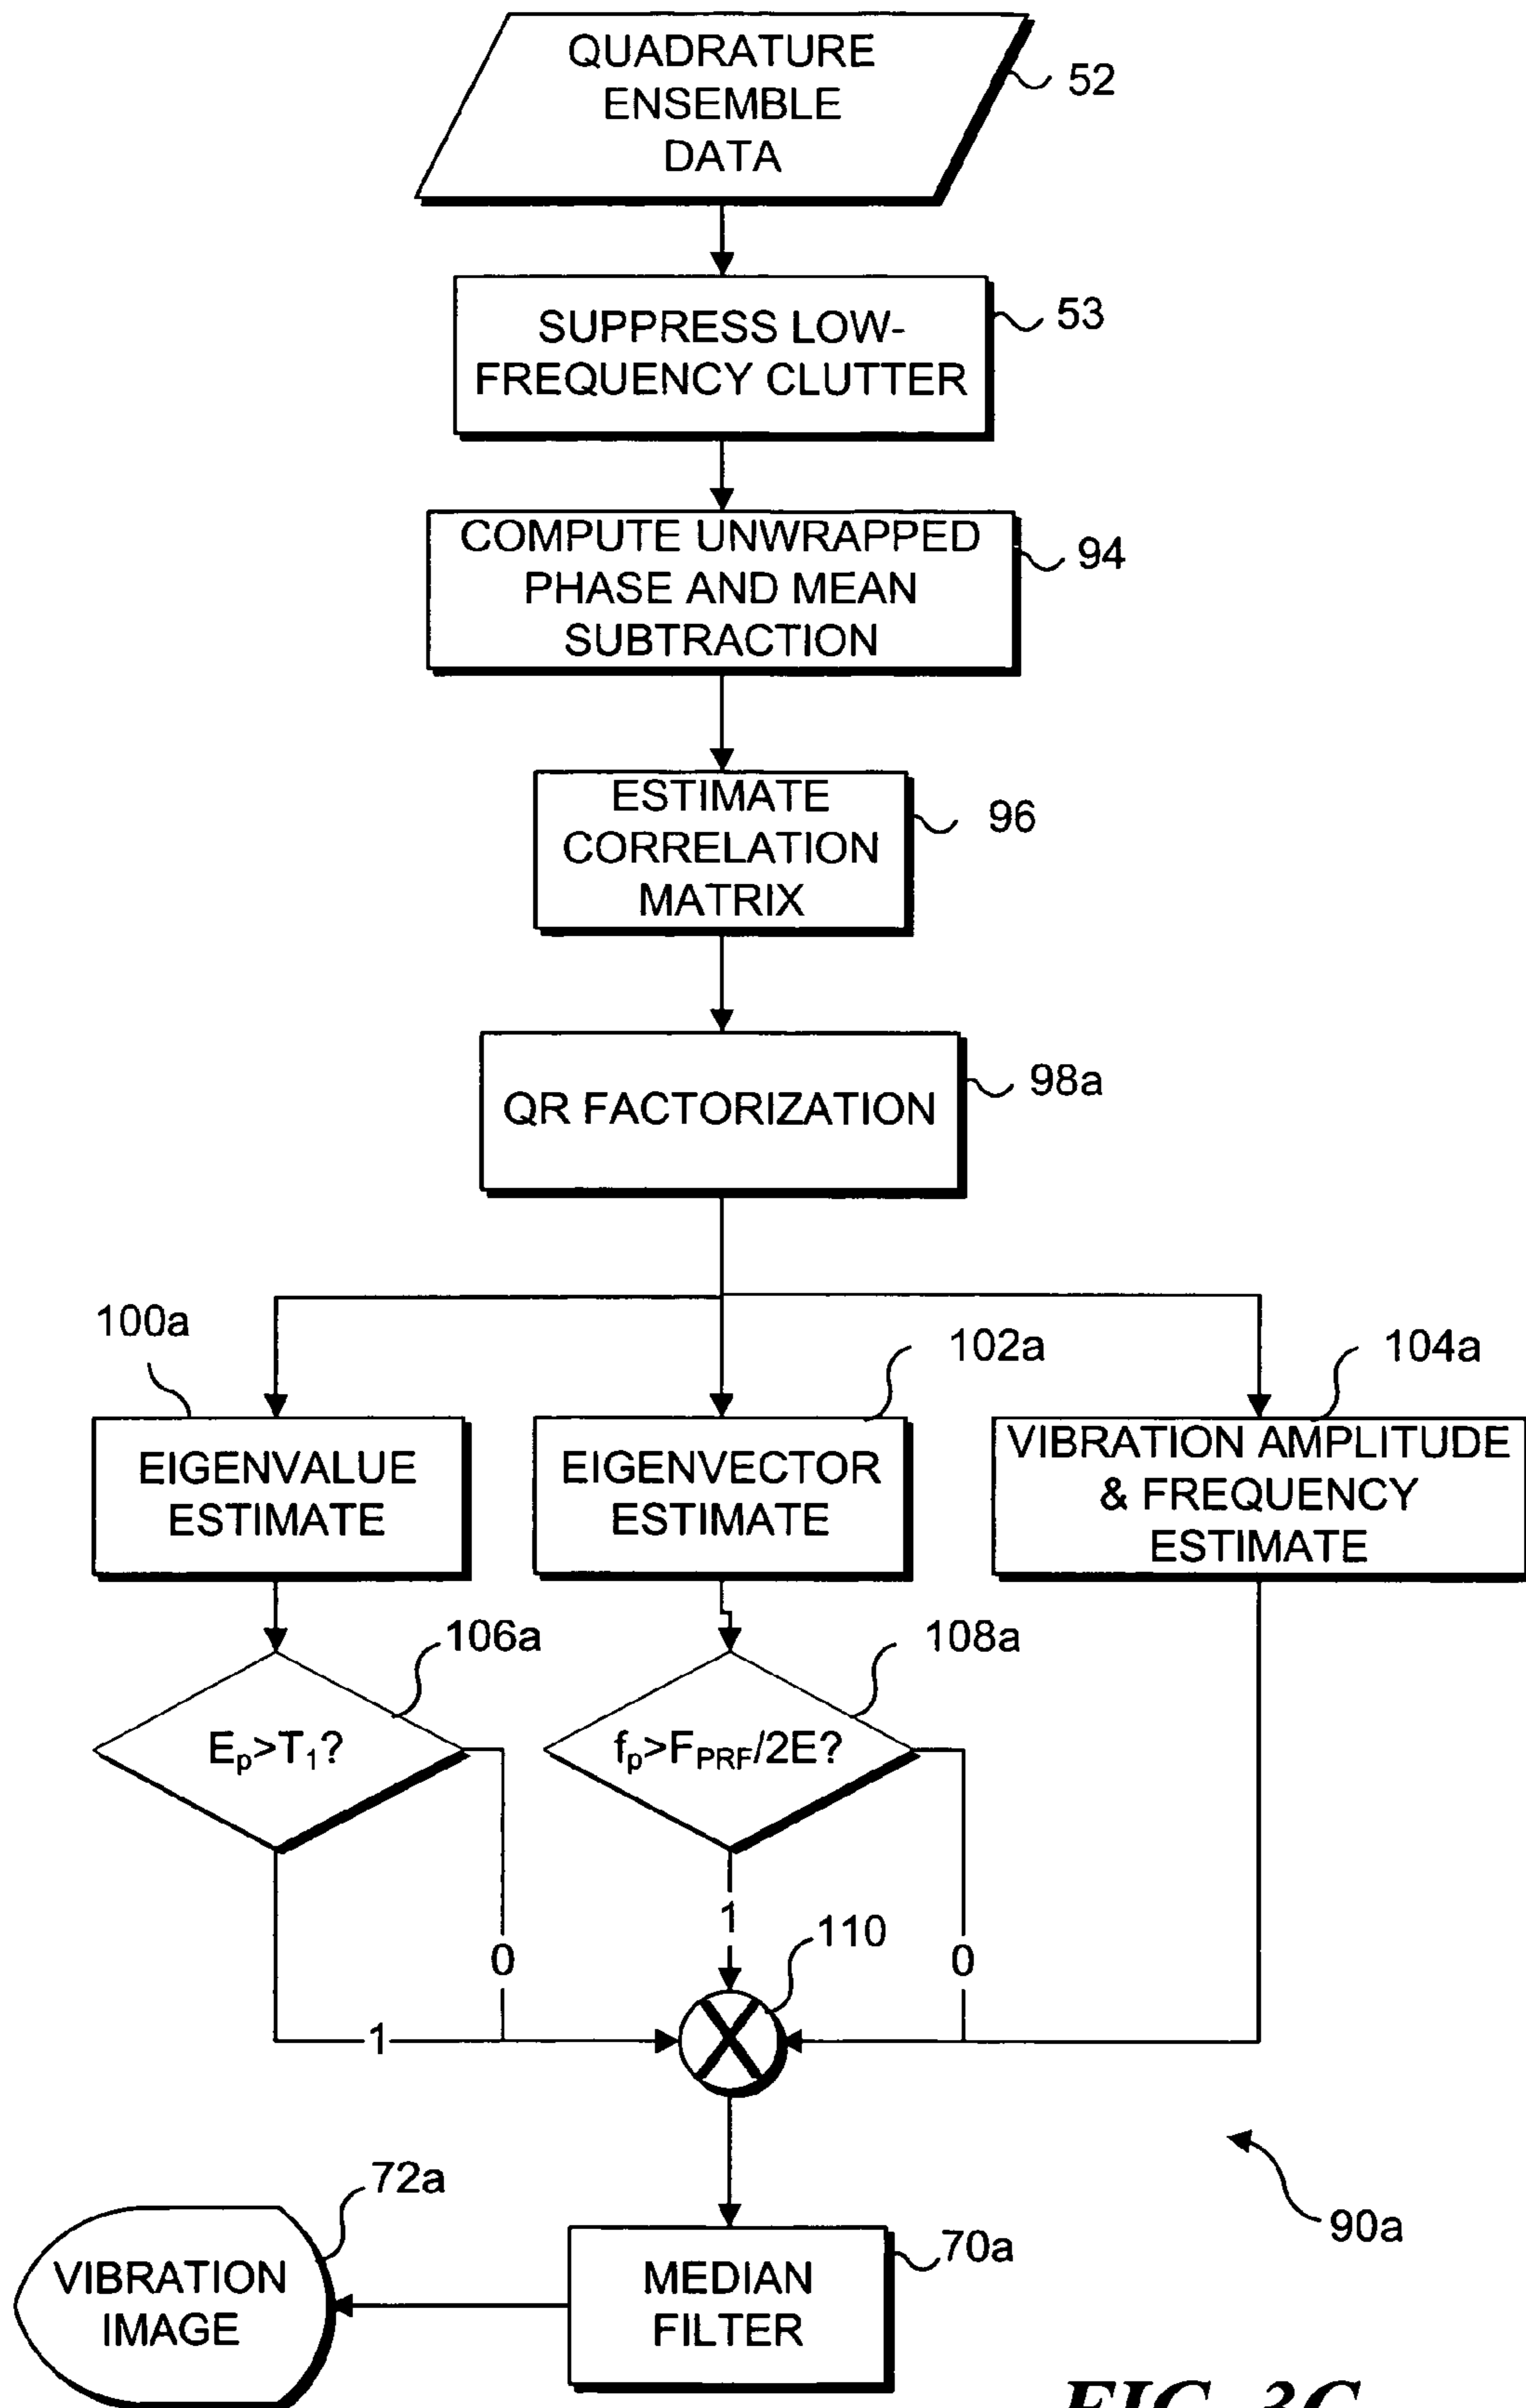 QUADRATURE
ENSEMBLE
DATA
52
SUPPRESS LOW-
FREQUENCY CLUTTER
53
COMPUTE UNWRAPPED
PHASE AND MEAN
SUBTRACTION
94
ESTIMATE
CORRELATION
MATRIX
96
QR FACTORIZATION
98a
100a
102a
104a
EIGENVALUE
ESTIMATE
EIGENVECTOR
ESTIMATE
VIBRATION AMPLITUDE
& FREQUENCY
ESTIMATE
106a
108a
Ep>T1?
fp>FPRF/2E?
1
110
0
0
1
72a
90a
VIBRATION
IMAGE
MEDIAN
FILTER
70a
FIG. 3C